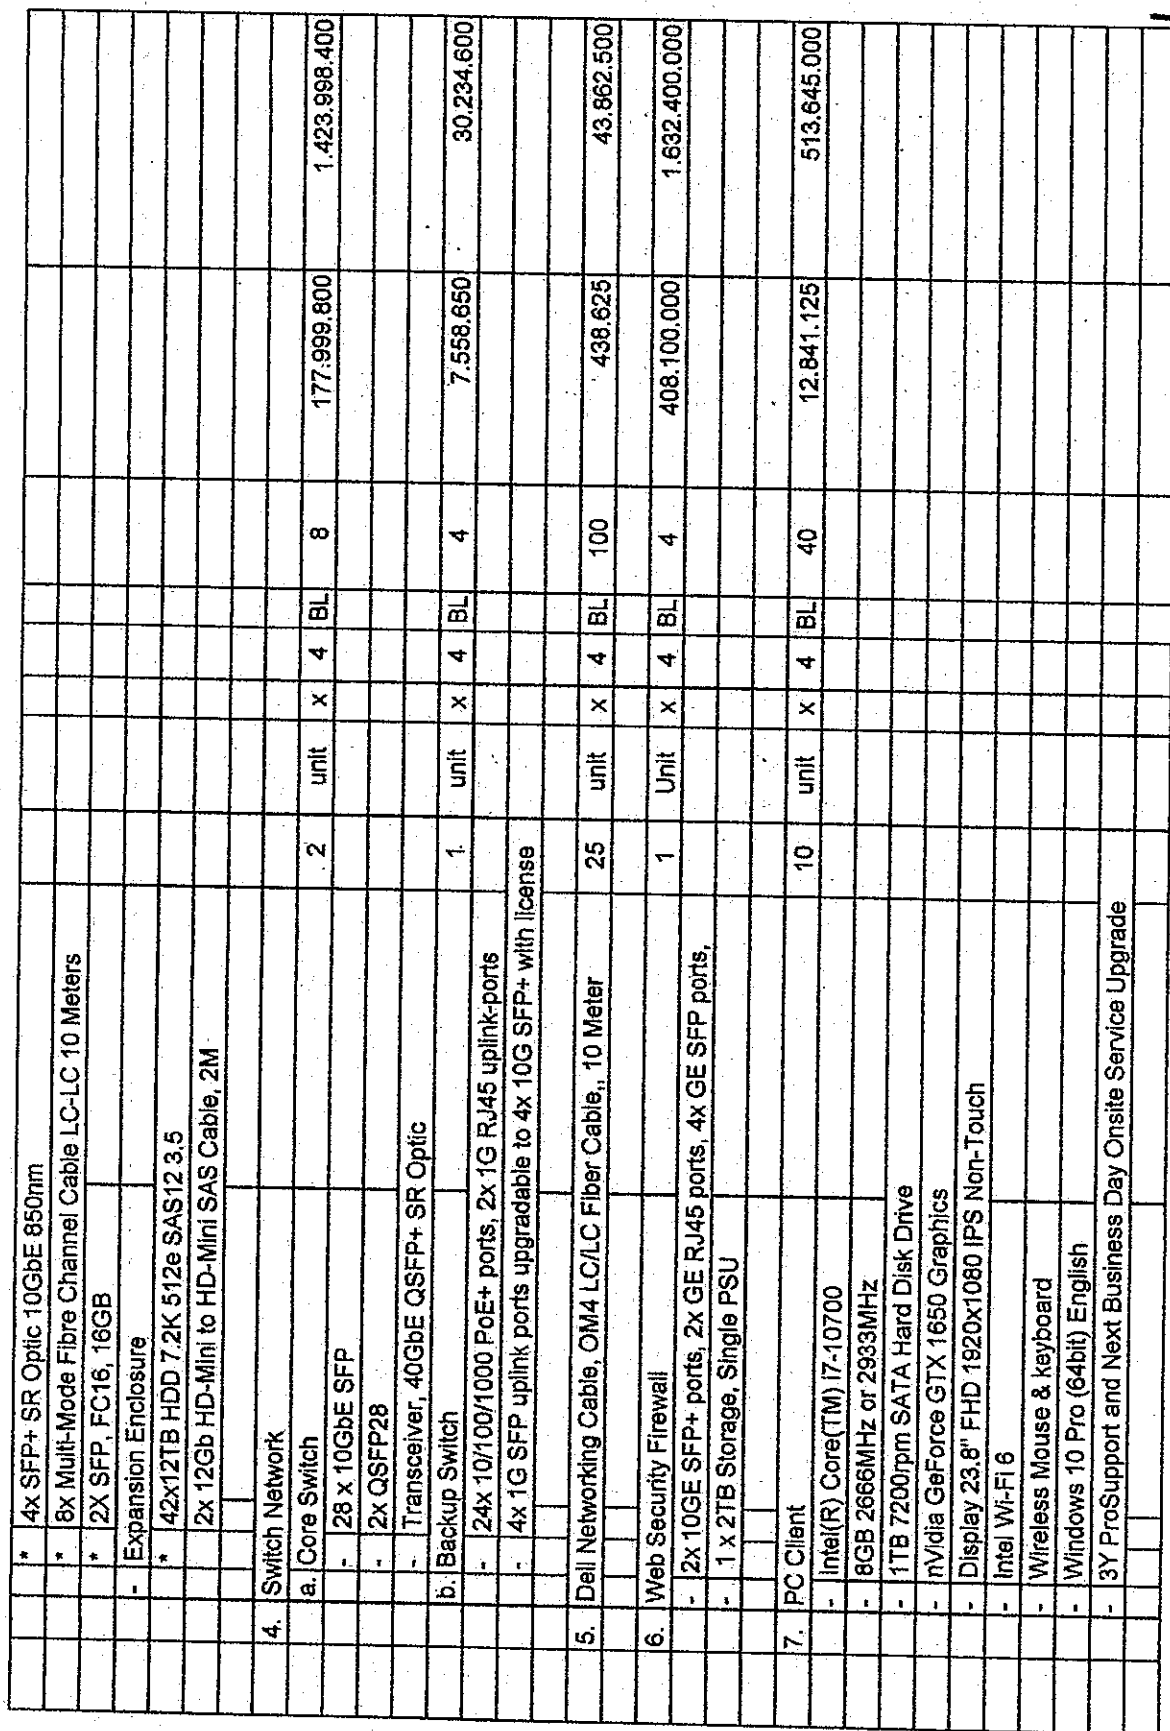 * 4x SFP+ SR Optic 10GbE 850nm
* 8x Multi-Mode Fibre Channel Cable LC-LC 10 Meters
* 2X SFP, FC16, 16GB
- Expansion Enclosure
* 42x12TB HDD 7.2K 512e SAS12 3,5
2x 12Gb HD-Mini to HD-Mini SAS Cable, 2M
4. Switch Network
a. Core Switch 2 unit x 4 BL 8 177.999.800 1.423.998.400
- 28 x 10GbE SFP
- 2x QSFP28
- Transceiver, 40GbE QSFP+ SR Optic
b. Backup Switch 1 unit x 4 BL 4 7.558.650 30.234.600
- 24x 10/100/1000 PoE+ ports, 2x 1G RJ45 uplink-ports
- 4x 1G SFP uplink ports upgradable to 4x 10G SFP+ with license
5. Dell Networking Cable, OM4 LC/LC Fiber Cable,, 10 Meter 25 unit x 4 BL 100 438.625 43.862.500
6. Web Security Firewall 1 Unit x 4 BL 4 408.100.000 1.632.400.000
- 2x 10GE SFP+ ports, 2x GE RJ45 ports, 4x GE SFP ports,
- 1 x 2TB Storage, Single PSU
7. PC Client 10 unit x 4 BL 40 12.841.125 513.645.000
- Intel(R) Core(TM) i7-10700
- 8GB 2666MHz or 2933MHz
- 1TB 7200rpm SATA Hard Disk Drive
- nVidia GeForce GTX 1650 Graphics
- Display 23.8" FHD 1920x1080 IPS Non-Touch
- Intel Wi-Fi 6
- Wireless Mouse & keyboard
- Windows 10 Pro (64bit) English
- 3Y ProSupport and Next Business Day Onsite Service Upgrade